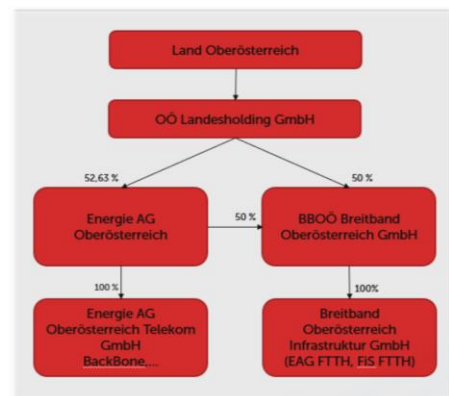 Land Oberösterreich
OÖ Landesholding GmbH
52,63 %
50 %
Energie AG
Oberösterreich
50 %
BBOÖ Breitband
Oberösterreich GmbH
100 %
100%
Energie AG
Oberösterreich Telekom
GmbH
BackBone,...
Breitband
Oberösterreich
Infrastruktur GmbH
(EAG FTTH, FiS FTTH)